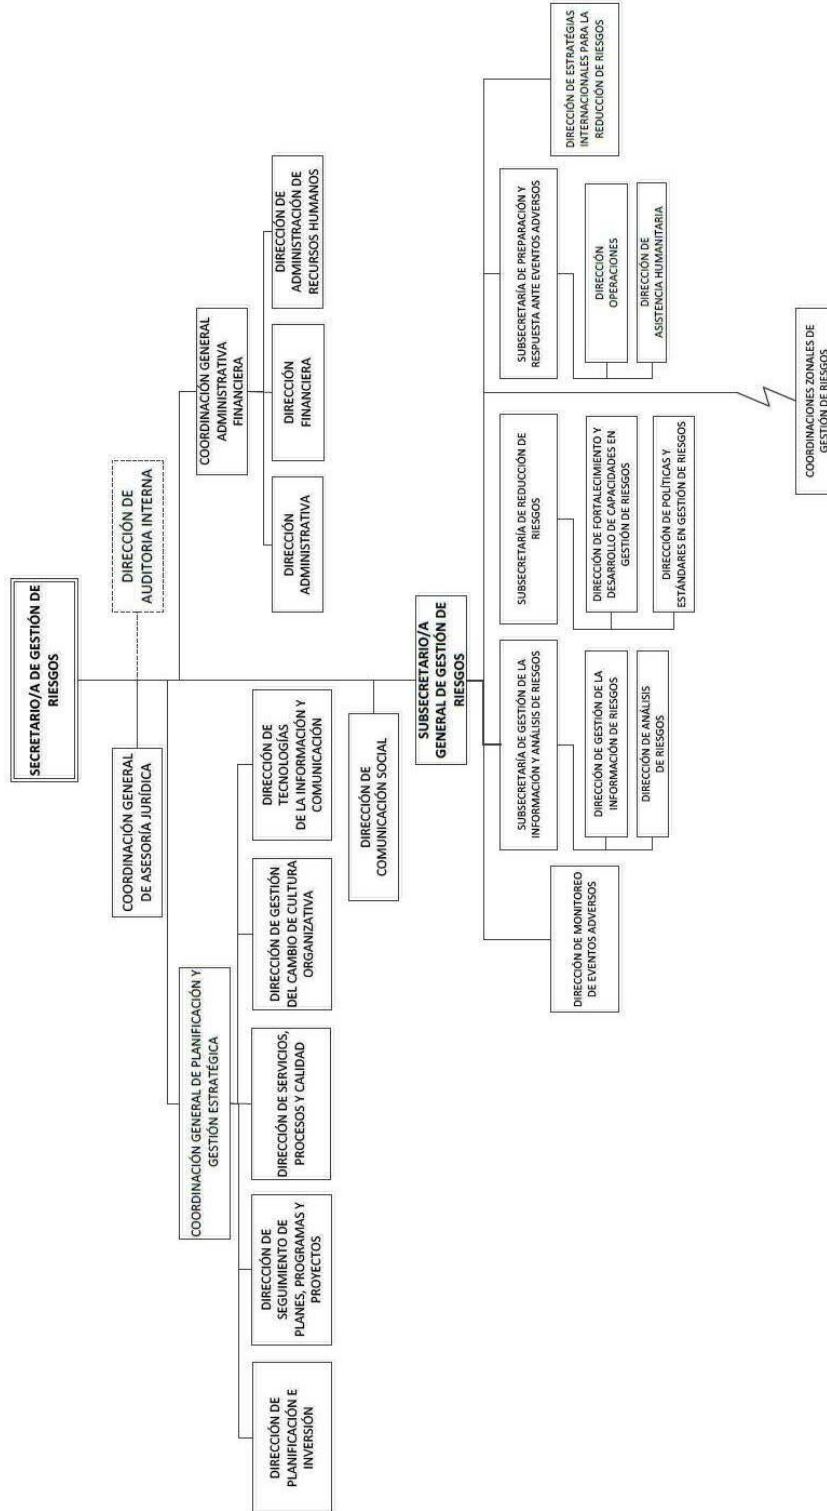 SECRETARIO/A DE GESTIÓN DE
RIESGOS
COORDINACIÓN GENERAL
DE ASESORÍA JURÍDICA
DIRECCIÓN DE
AUDITORIA INTERNA
COORDINACIÓN GENERAL DE PLANIFICACIÓN Y
GESTIÓN ESTRATÉGICA
COORDINACIÓN GENERAL
ADMINISTRATIVA
FINANCIERA
DIRECCIÓN DE
PLANIFICACIÓN E
INVERSIÓN
DIRECCIÓN DE
SEGUIMIENTO DE
PLANES, PROGRAMAS Y
PROYECTOS
DIRECCIÓN DE SERVICIOS,
PROCESOS Y CALIDAD
DIRECCIÓN DE GESTIÓN
DEL CAMBIO DE CULTURA
ORGANIZATIVA
DIRECCIÓN DE
TECNOLOGÍAS
DE LA INFORMACIÓN Y
COMUNICACIÓN
DIRECCIÓN
ADMINISTRATIVA
DIRECCIÓN
FINANCIERA
DIRECCIÓN DE
ADMINISTRACIÓN DE
RECURSOS HUMANOS
DIRECCIÓN DE
COMUNICACIÓN SOCIAL
SUBSECRETARIO/A
GENERAL DE GESTIÓN DE
RIESGOS
DIRECCIÓN DE MONITOREO
DE EVENTOS ADVERSOS
SUBSECRETARÍA DE GESTIÓN DE LA
INFORMACIÓN Y ANÁLISIS DE RIESGOS
DIRECCIÓN DE GESTIÓN DE LA
INFORMACIÓN DE RIESGOS
DIRECCIÓN DE ANÁLISIS
DE RIESGOS
SUBSECRETARÍA DE REDUCCIÓN DE
RIESGOS
DIRECCIÓN DE FORTALECIMIENTO Y
DESARROLLO DE CAPACIDADES EN
GESTIÓN DE RIESGOS
DIRECCIÓN DE POLÍTICAS Y
ESTÁNDARES EN GESTIÓN DE RIESGOS
SUBSECRETARÍA DE PREPARACIÓN Y
RESPUESTA ANTE EVENTOS ADVERSOS
DIRECCIÓN
OPERACIONES
DIRECCIÓN DE
ASISTENCIA HUMANITARIA
DIRECCIÓN DE ESTRATÉGIAS
INTERNACIONALES PARA LA
REDUCCIÓN DE RIESGOS
COORDINACIONES ZONALES DE
GESTIÓN DE RIESGOS